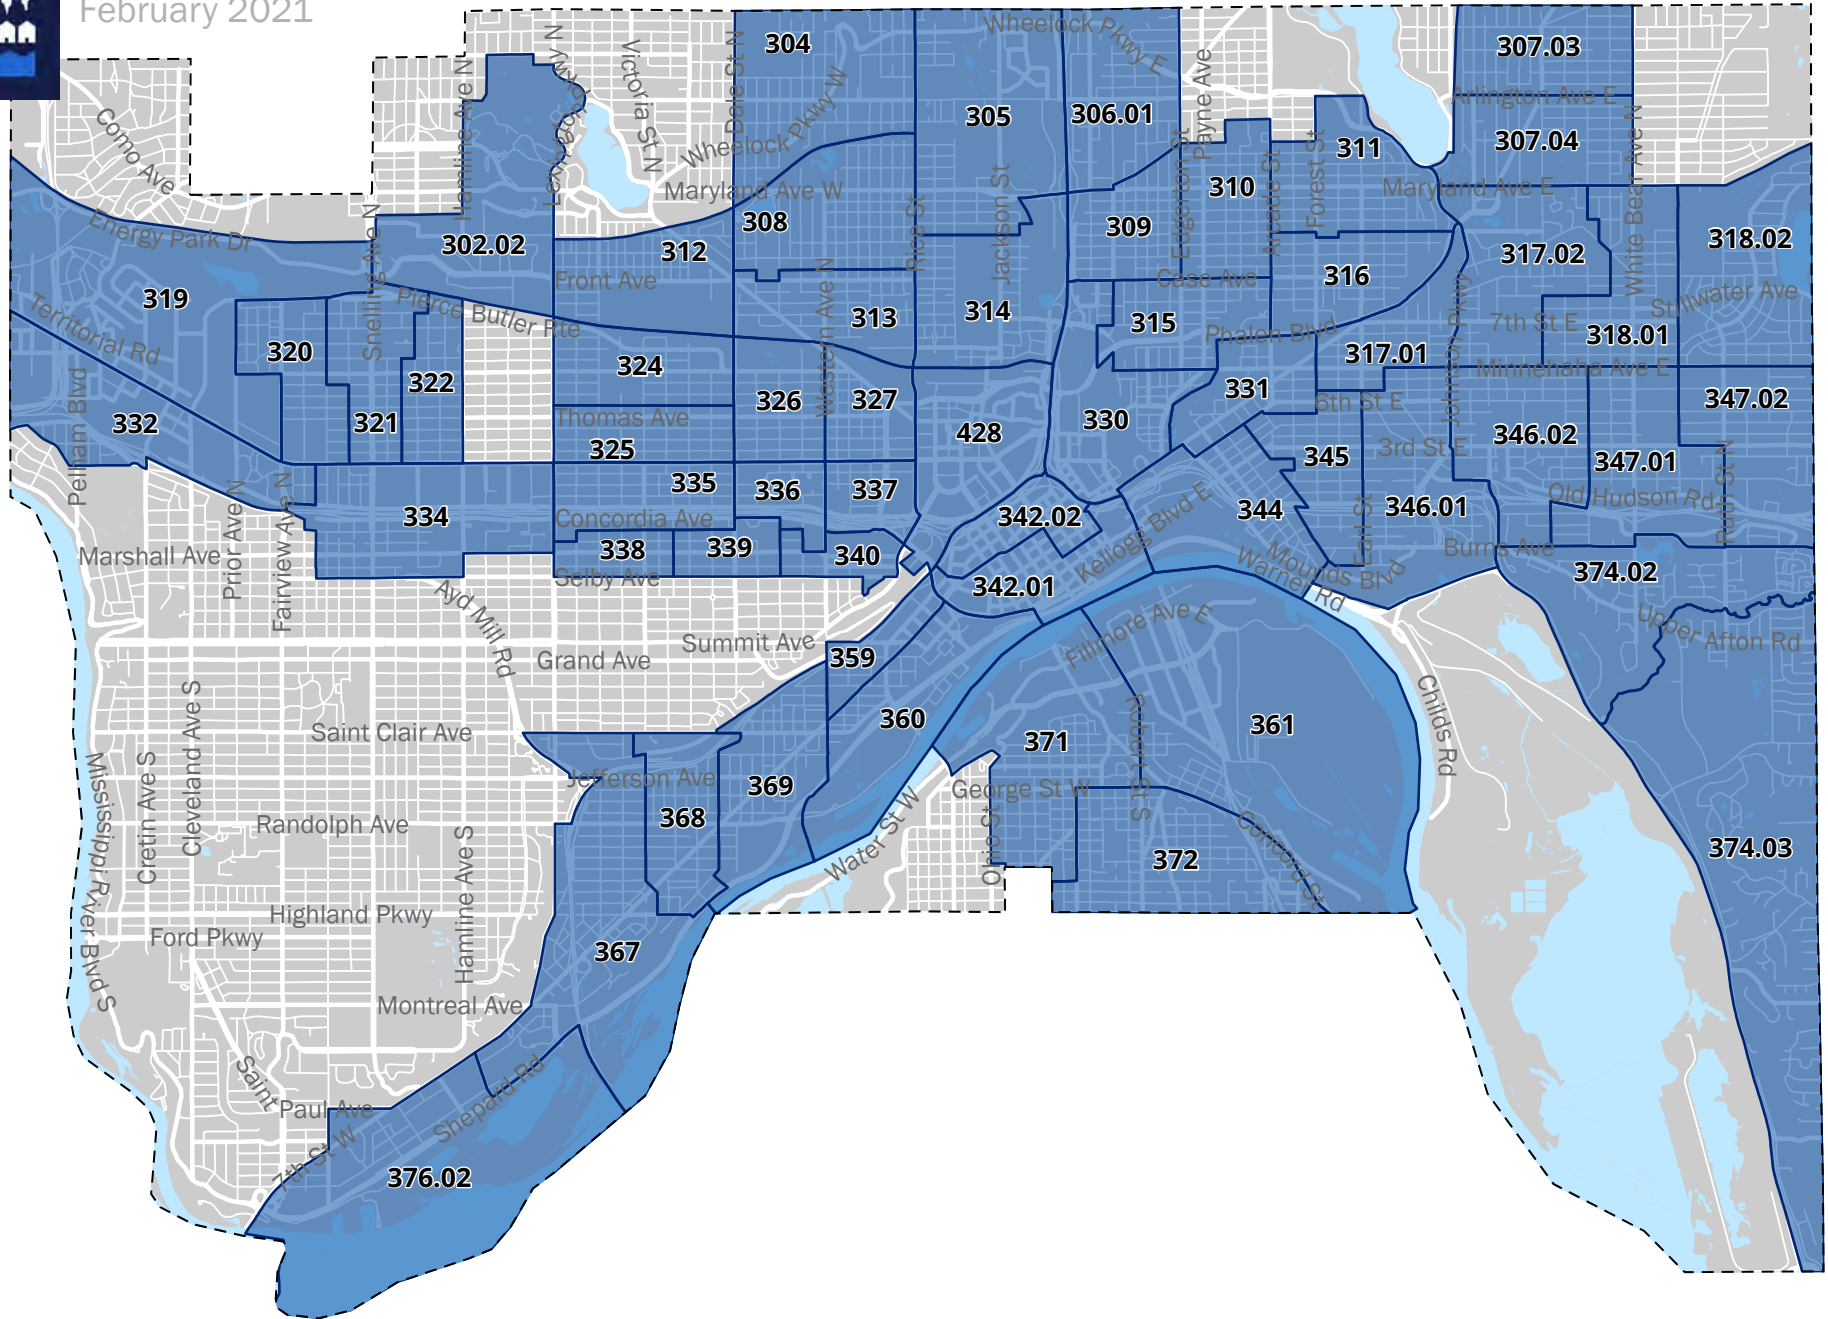 February 2021
304
Wheelock Pkwy E
307.03
Como Ave
Hamline Ave N
Victoria St N
Dale St N
Wheelock Pkwy W
305
306.01
Payne Ave
Arlington Ave E
307.04
311
Forest St
White Bear Ave N
Maryland Ave W
Maryland Ave E
310
Edgerton St
Arcade St
Energy Park Dr
Snelling Ave N
302.02
312
308
Rice St
Jackson St
309
317.02
318.02
Front Ave
Case Ave
316
319
Pierce Butler Rte
Western Ave N
313
314
315
Phalen Blvd
Johnson Pkwy
7th St E
318.01
Stillwater Ave
Territorial Rd
320
322
324
317.01
Minnehaha Ave E
Pelham Blvd
332
321
326
327
331
6th St E
347.02
Thomas Ave
325
428
330
345
3rd St E
346.02
347.01
335
336
337
Prior Ave N
Fairview Ave N
334
Concordia Ave
342.02
Kellogg Blvd E
344
Earl St
346.01
Old Hudson Rd
Ruth St N
Marshall Ave
338
339
340
Burns Ave
Selby Ave
342.01
Mounds Blvd
Warner Rd
374.02
Ayd Mill Rd
Summit Ave
Grand Ave
359
Fillmore Ave E
Upper Afton Rd
Cleveland Ave S
Saint Clair Ave
360
371
Robert St S
361
Childs Rd
Mississippi River Blvd S
Cretin Ave S
Jefferson Ave
369
368
George St W
Randolph Ave
Hamline Ave S
Water St W
Ohio St
372
Concord St
374.03
Highland Pkwy
Ford Pkwy
367
Montreal Ave
Saint
Paul Ave
Shepard Rd
7th St W
376.02